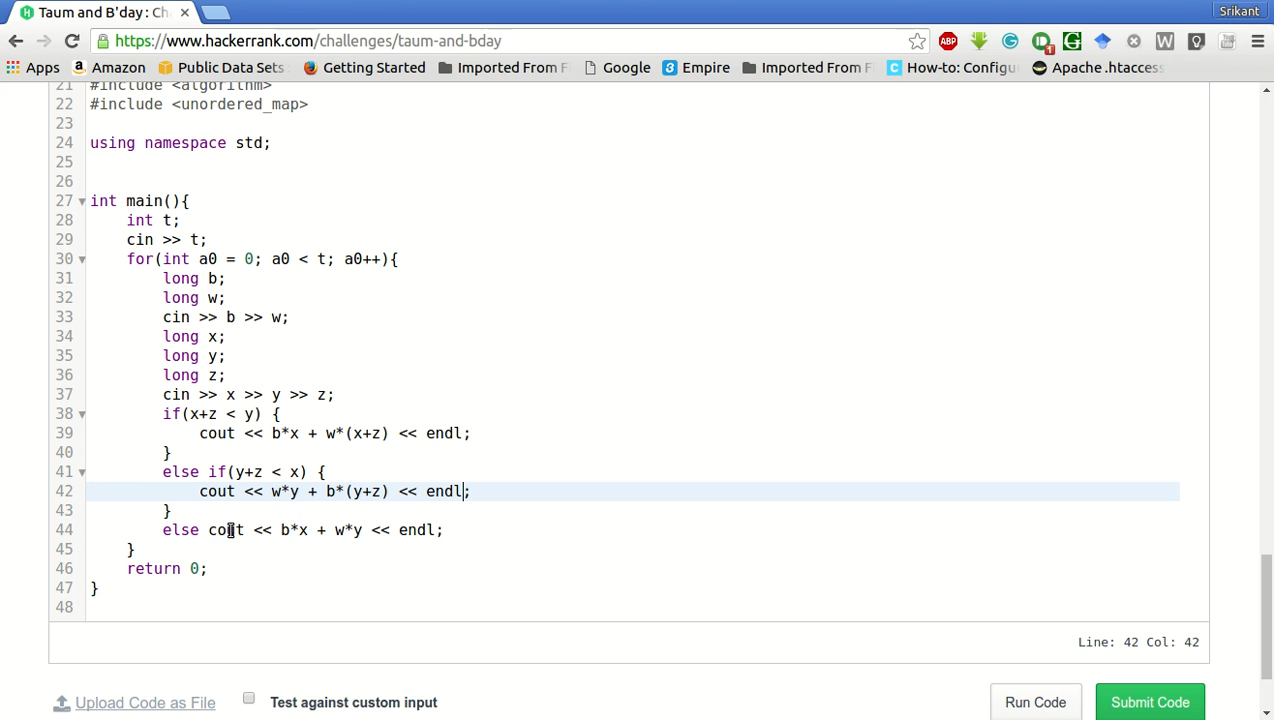 Taum and B'day: Ch
Srikant
https://www.hackerrank.com/challenges/taum-and-bday
ABP
1
G
W
Apps
a
Amazon
Public Data Sets
Getting Started
Imported From F
Google
3
Empire
Imported From F
C
How-to: Configu
Apache .htaccess
21 #include <algorithm>
22 #include <unordered_map>
23
24 using namespace std;
25
26
27 int main(){
28 int t;
29 cin >> t;
30 for(int a0 = 0; a0 < t; a0++){
31 long b;
32 long w;
33 cin >> b >> w;
34 long x;
35 long y;
36 long z;
37 cin >> x >> y >> z;
38 if(x+z < y) {
39 cout << b*x + w*(x+z) << endl;
40 }
41 else if(y+z < x) {
42 cout << w*y + b*(y+z) << endl;
43 }
44 else cout << b*x + w*y << endl;
45 }
46 return 0;
47 }
48
Line: 42 Col: 42
Upload Code as File
Test against custom input
Run Code
Submit Code